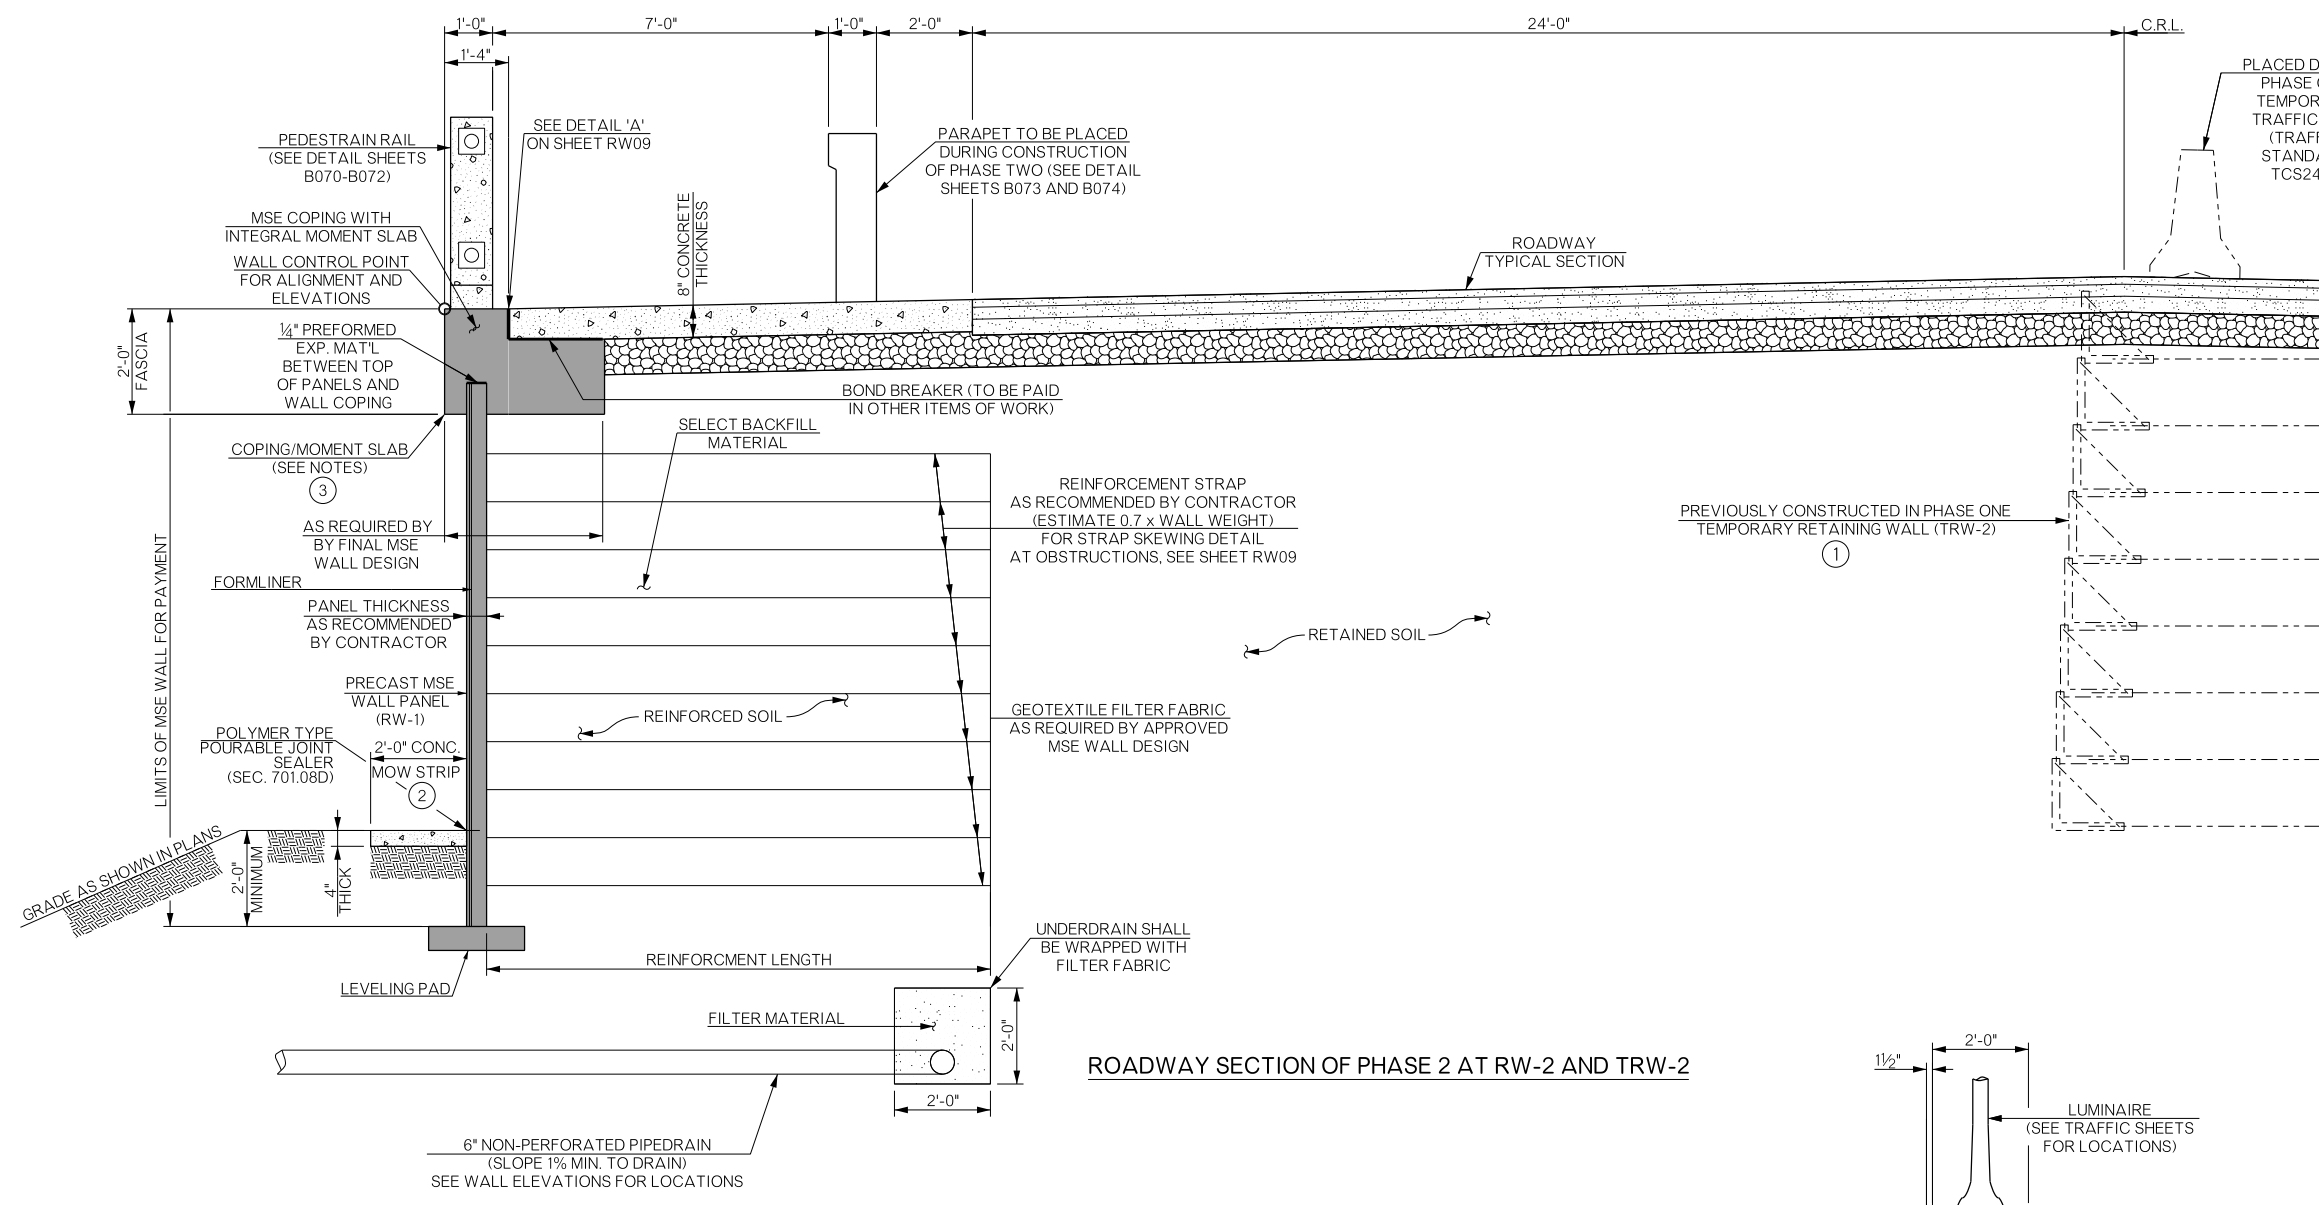 1'-0"
7'-0"
1'-0"
2'-0"
24'-0"
C.R.L.
1'-4"
PLACED D
PHASE
TEMPOR
TRAFFIC
(TRAFF
STANDA
TCS24
SEE DETAIL 'A'
ON SHEET RW09
PEDESTRAIN RAIL
(SEE DETAIL SHEETS
B070-B072)
PARAPET TO BE PLACED
DURING CONSTRUCTION
OF PHASE TWO (SEE DETAIL
SHEETS B073 AND B074)
MSE COPING WITH
INTEGRAL MOMENT SLAB
8" CONCRETE
THICKNESS
ROADWAY
TYPICAL SECTION
WALL CONTROL POINT
FOR ALIGNMENT AND
ELEVATIONS
2'-0"
FASCIA
¼" PREFORMED
EXP. MAT'L
BETWEEN TOP
OF PANELS AND
WALL COPING
BOND BREAKER (TO BE PAID
IN OTHER ITEMS OF WORK)
SELECT BACKFILL
MATERIAL
COPING/MOMENT SLAB
(SEE NOTES)
3
REINFORCEMENT STRAP
AS RECOMMENDED BY CONTRACTOR
(ESTIMATE 0.7 x WALL WEIGHT)
FOR STRAP SKEWING DETAIL
AT OBSTRUCTIONS, SEE SHEET RW09
PREVIOUSLY CONSTRUCTED IN PHASE ONE
TEMPORARY RETAINING WALL (TRW-2)
1
AS REQUIRED BY
BY FINAL MSE
WALL DESIGN
LIMITS OF MSE WALL FOR PAYMENT
FORMLINER
PANEL THICKNESS
AS RECOMMENDED
BY CONTRACTOR
RETAINED SOIL
PRECAST MSE
WALL PANEL
(RW-1)
REINFORCED SOIL
GEOTEXTILE FILTER FABRIC
AS REQUIRED BY APPROVED
MSE WALL DESIGN
POLYMER TYPE
POURABLE JOINT
SEALER
(SEC. 701.08D)
2'-0" CONC.
MOW STRIP
2
GRADE AS SHOWN IN PLANS
2'-0"
MINIMUM
4"
THICK
UNDERDRAIN SHALL
BE WRAPPED WITH
FILTER FABRIC
REINFORCMENT LENGTH
LEVELING PAD
FILTER MATERIAL
2'-0"
2'-0"
ROADWAY SECTION OF PHASE 2 AT RW-2 AND TRW-2
6" NON-PERFORATED PIPEDRAIN
(SLOPE 1% MIN. TO DRAIN)
SEE WALL ELEVATIONS FOR LOCATIONS
2'-0"
1½"
LUMINAIRE
(SEE TRAFFIC SHEETS
FOR LOCATIONS)